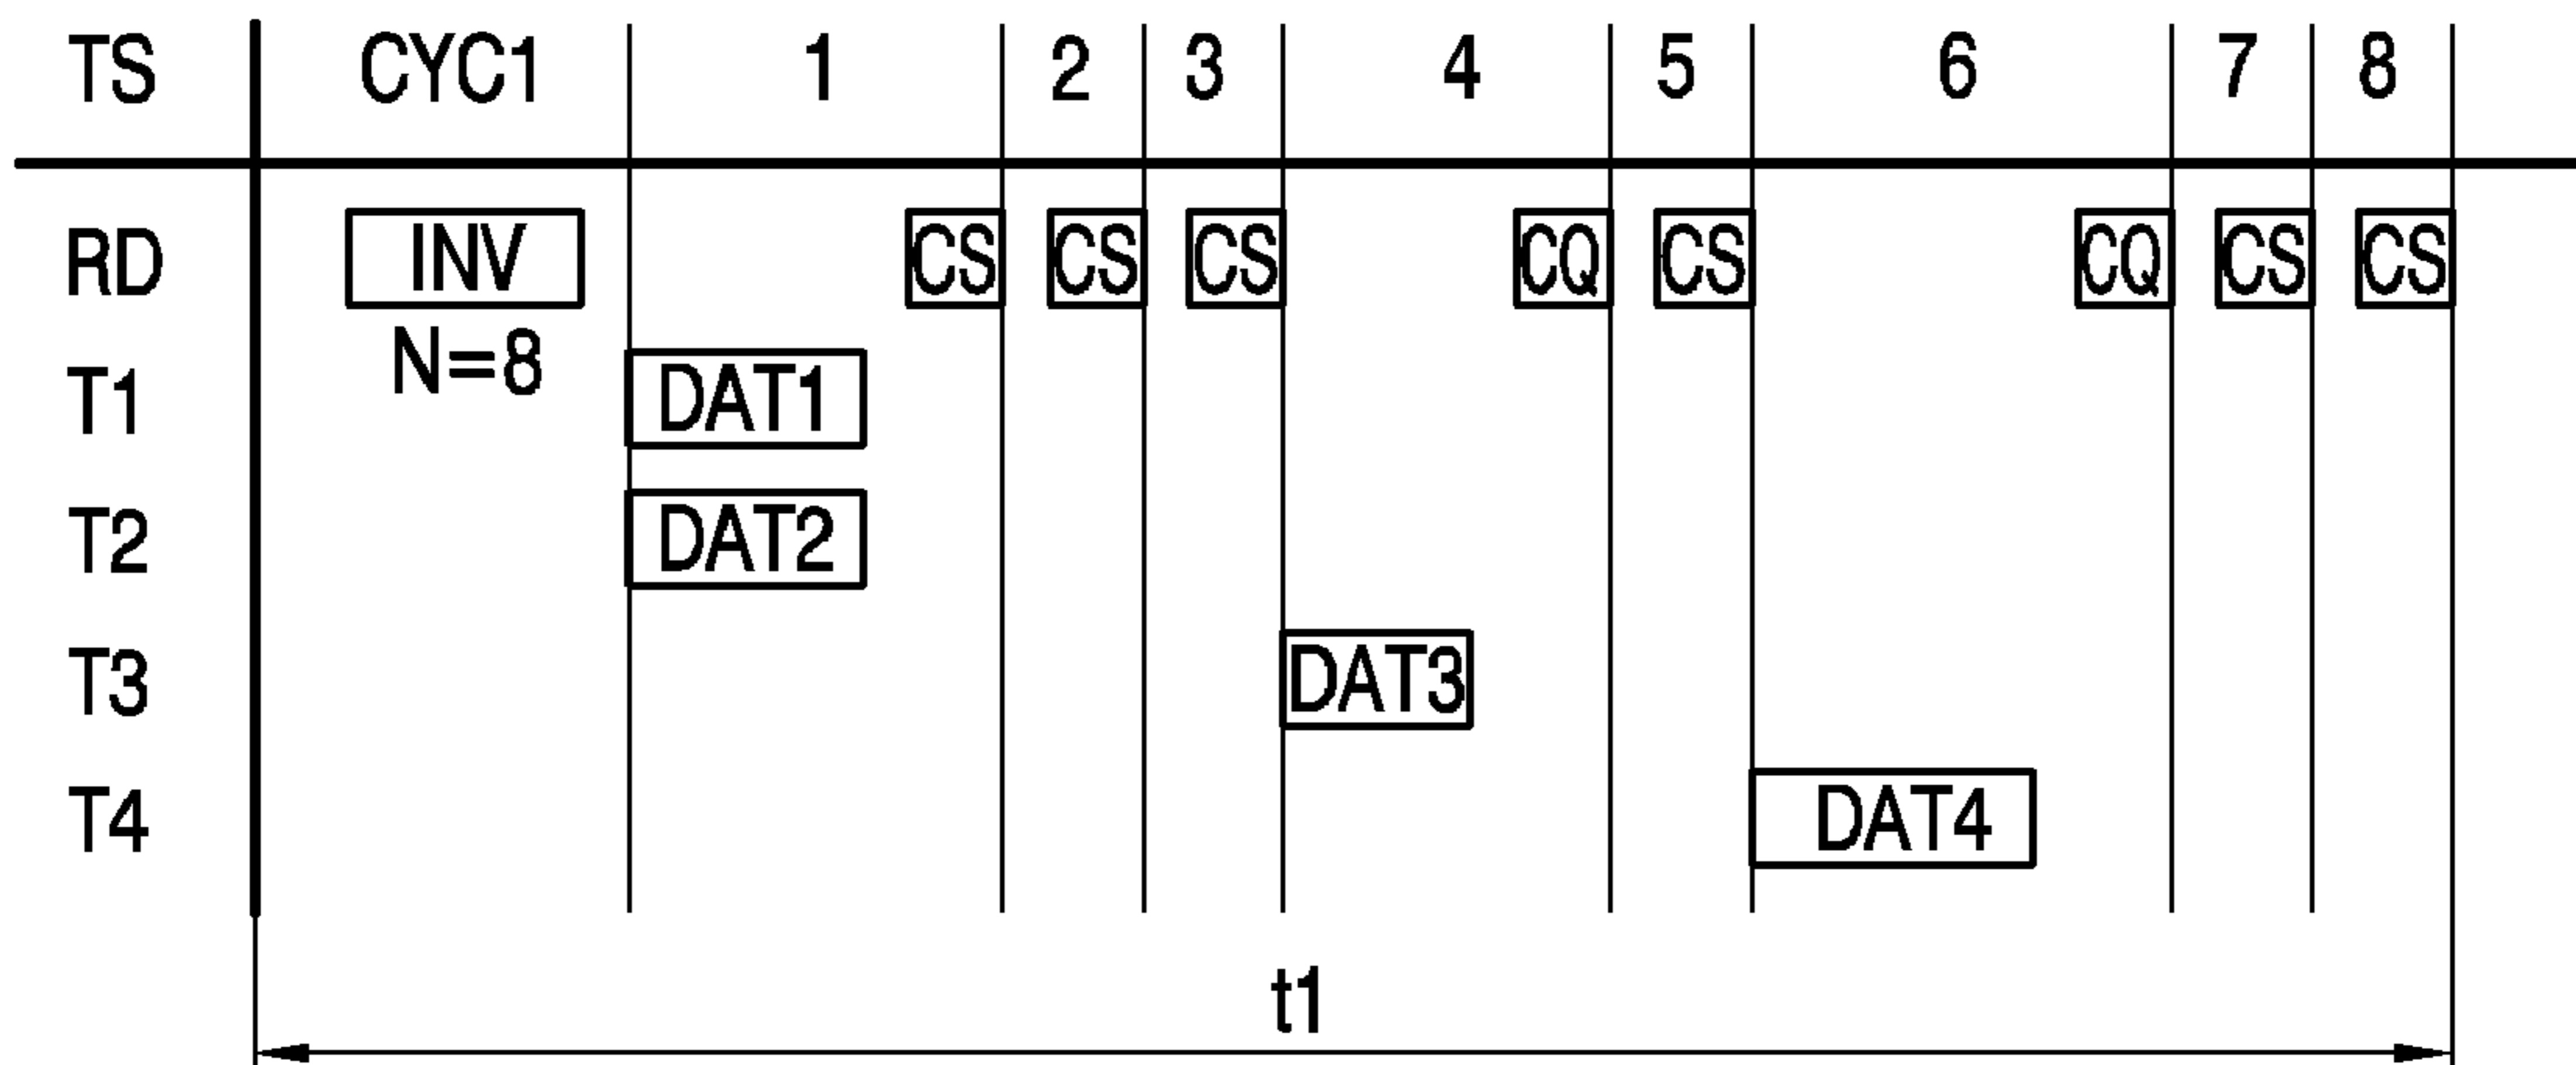 TS CYC1 1 2 3 4 5 6 7 8
RD INV CS CS CS CQ CS CQ CS CS
N=8
T1 DAT1
T2 DAT2
T3 DAT3
T4 DAT4
t1